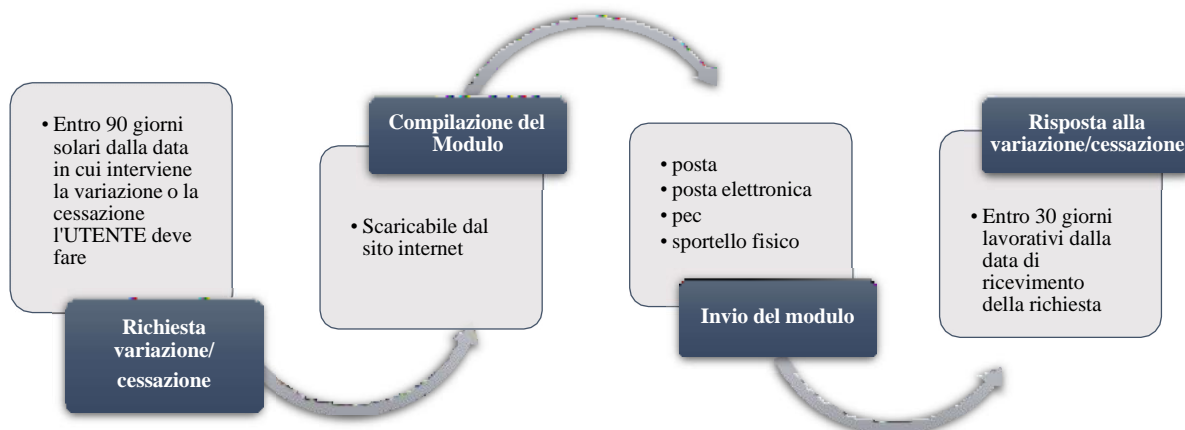 • Entro 90 giorni
solari dalla data
in cui interviene
la variazione o la
cessazione
l'UTENTE deve
fare
Richiesta
variazione/
cessazione
Compilazione del
Modulo
• Scaricabile dal
sito internet
• posta
• posta elettronica
• pec
• sportello fisico
Invio del modulo
Risposta alla
variazione/cessazione
• Entro 30 giorni
lavorativi dalla
data di
ricevimento
della richiesta